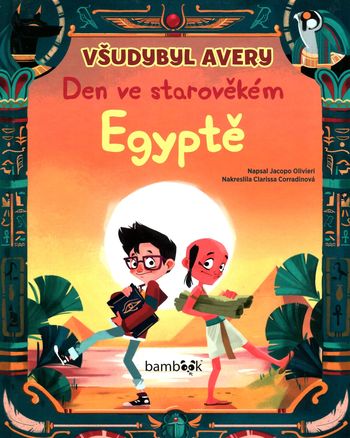 VŠUDYBYL AVERY
Den ve starověkém
Egyptě
Napsal Jacopo Olivieri
Nakreslila Clarissa Corradinová
bambook